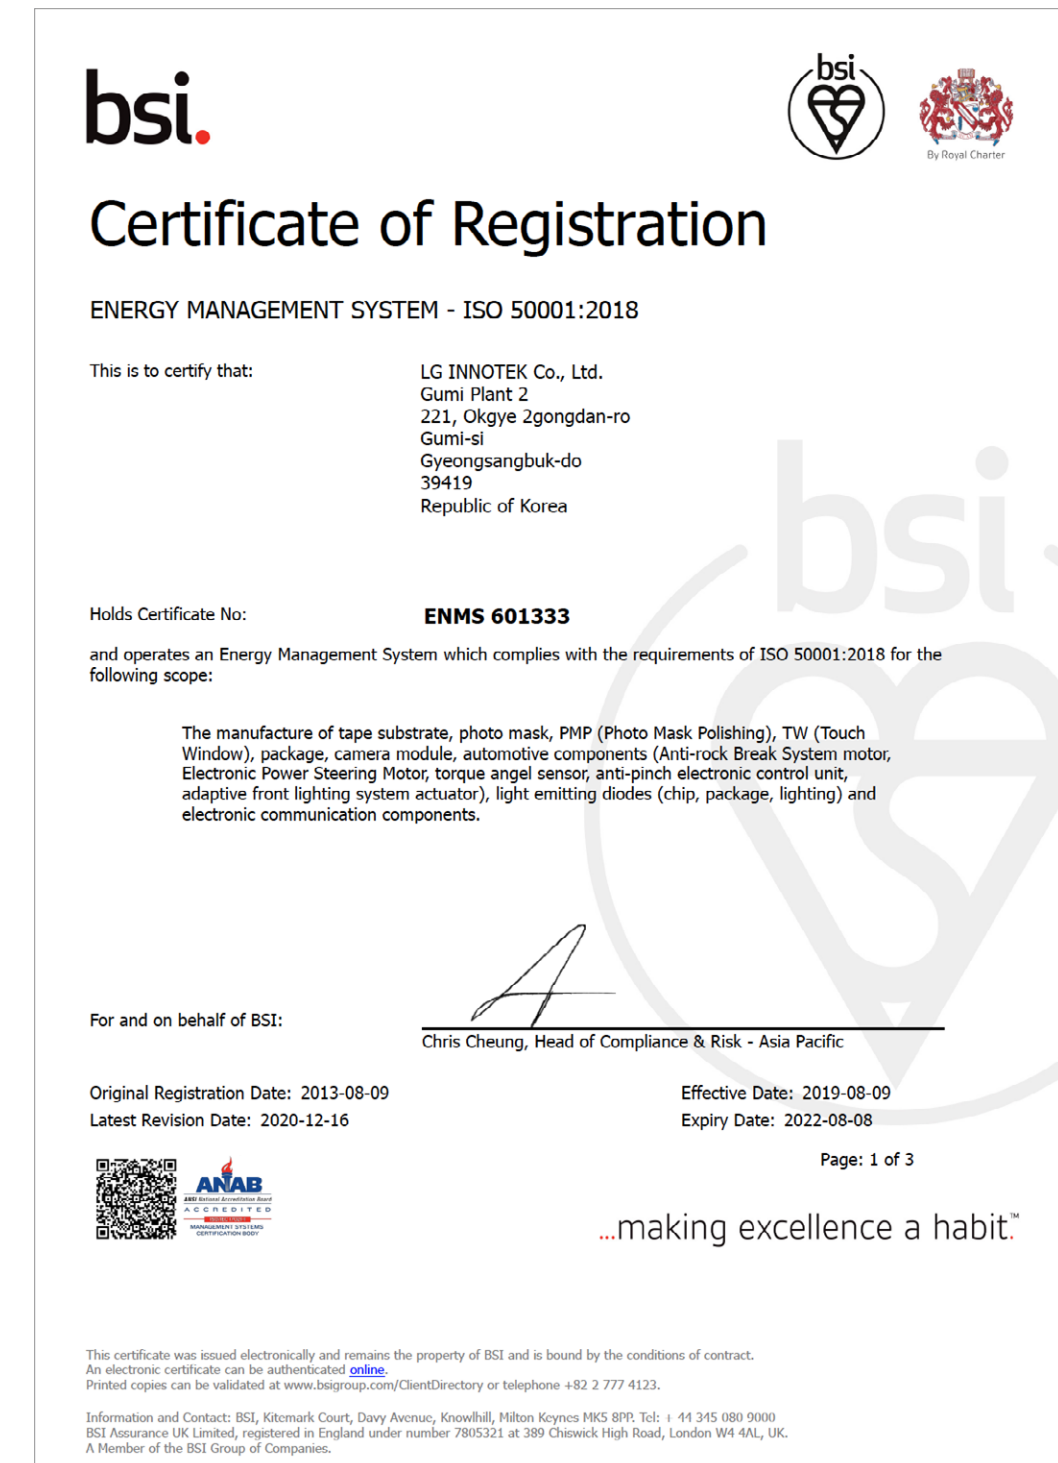 bsi.
bsi
By Royal Charter
Certificate of Registration
ENERGY MANAGEMENT SYSTEM - ISO 50001:2018
This is to certify that:
LG INNOTEK Co., Ltd.
Gumi Plant 2
221, Okgye 2gongdan-ro
Gumi-si
Gyeongsangbuk-do
39419
Republic of Korea
bsi
Holds Certificate No:
ENMS 601333
and operates an Energy Management System which complies with the requirements of ISO 50001:2018 for the
following scope:
The manufacture of tape substrate, photo mask, PMP (Photo Mask Polishing), TW (Touch
Window), package, camera module, automotive components (Anti-rock Break System motor,
Electronic Power Steering Motor, torque angel sensor, anti-pinch electronic control unit,
adaptive front lighting system actuator), light emitting diodes (chip, package, lighting) and
electronic communication components.
For and on behalf of BSI:
Chris Cheung, Head of Compliance & Risk - Asia Pacific
Original Registration Date: 2013-08-09
Effective Date: 2019-08-09
Latest Revision Date: 2020-12-16
Expiry Date: 2022-08-08
Page: 1 of 3
ANAB
ANSI National Accreditation Board
ACCREDITED
MANAGEMENT SYSTEMS
CERTIFICATION BODY
...making excellence a habit.™
This certificate was issued electronically and remains the property of BSI and is bound by the conditions of contract.
An electronic certificate can be authenticated online.
Printed copies can be validated at www.bsigroup.com/ClientDirectory or telephone +82 2 777 4123.
Information and Contact: BSI, Kitemark Court, Davy Avenue, Knowlhill, Milton Keynes MK5 8PP. Tel: + 44 345 080 9000
BSI Assurance UK Limited, registered in England under number 7805321 at 389 Chiswick High Road, London W4 4AL, UK.
A Member of the BSI Group of Companies.